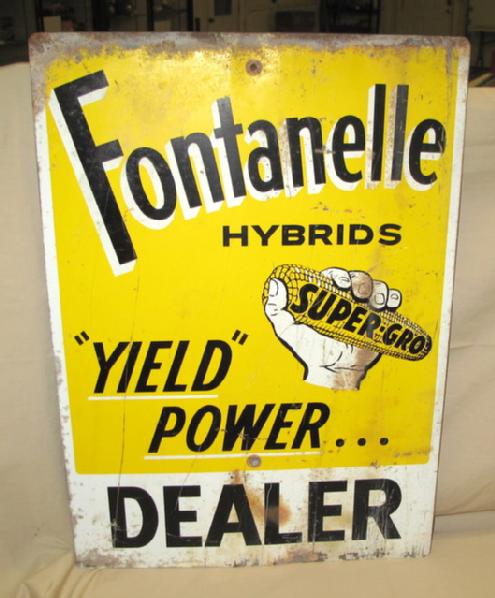 Fontanelle
HYBRIDS
SUPER-GRO
"YIELD"
POWER...
DEALER